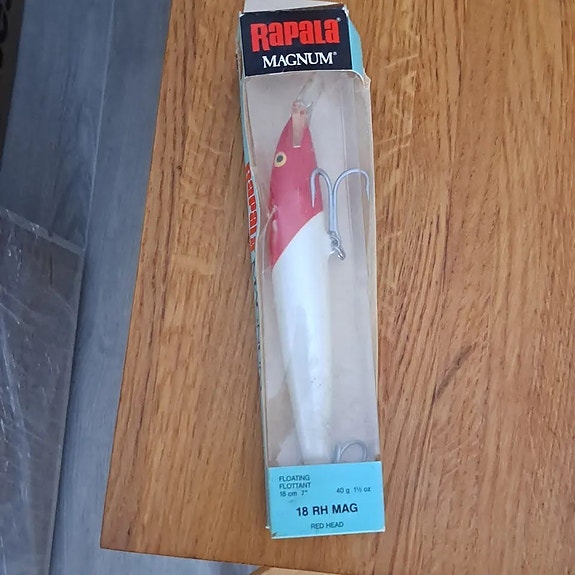 RAPALA
MAGNUM®
FLOATING
FLOTTANT
18 cm 7" 40 g 1½ oz
18 RH MAG
RED HEAD